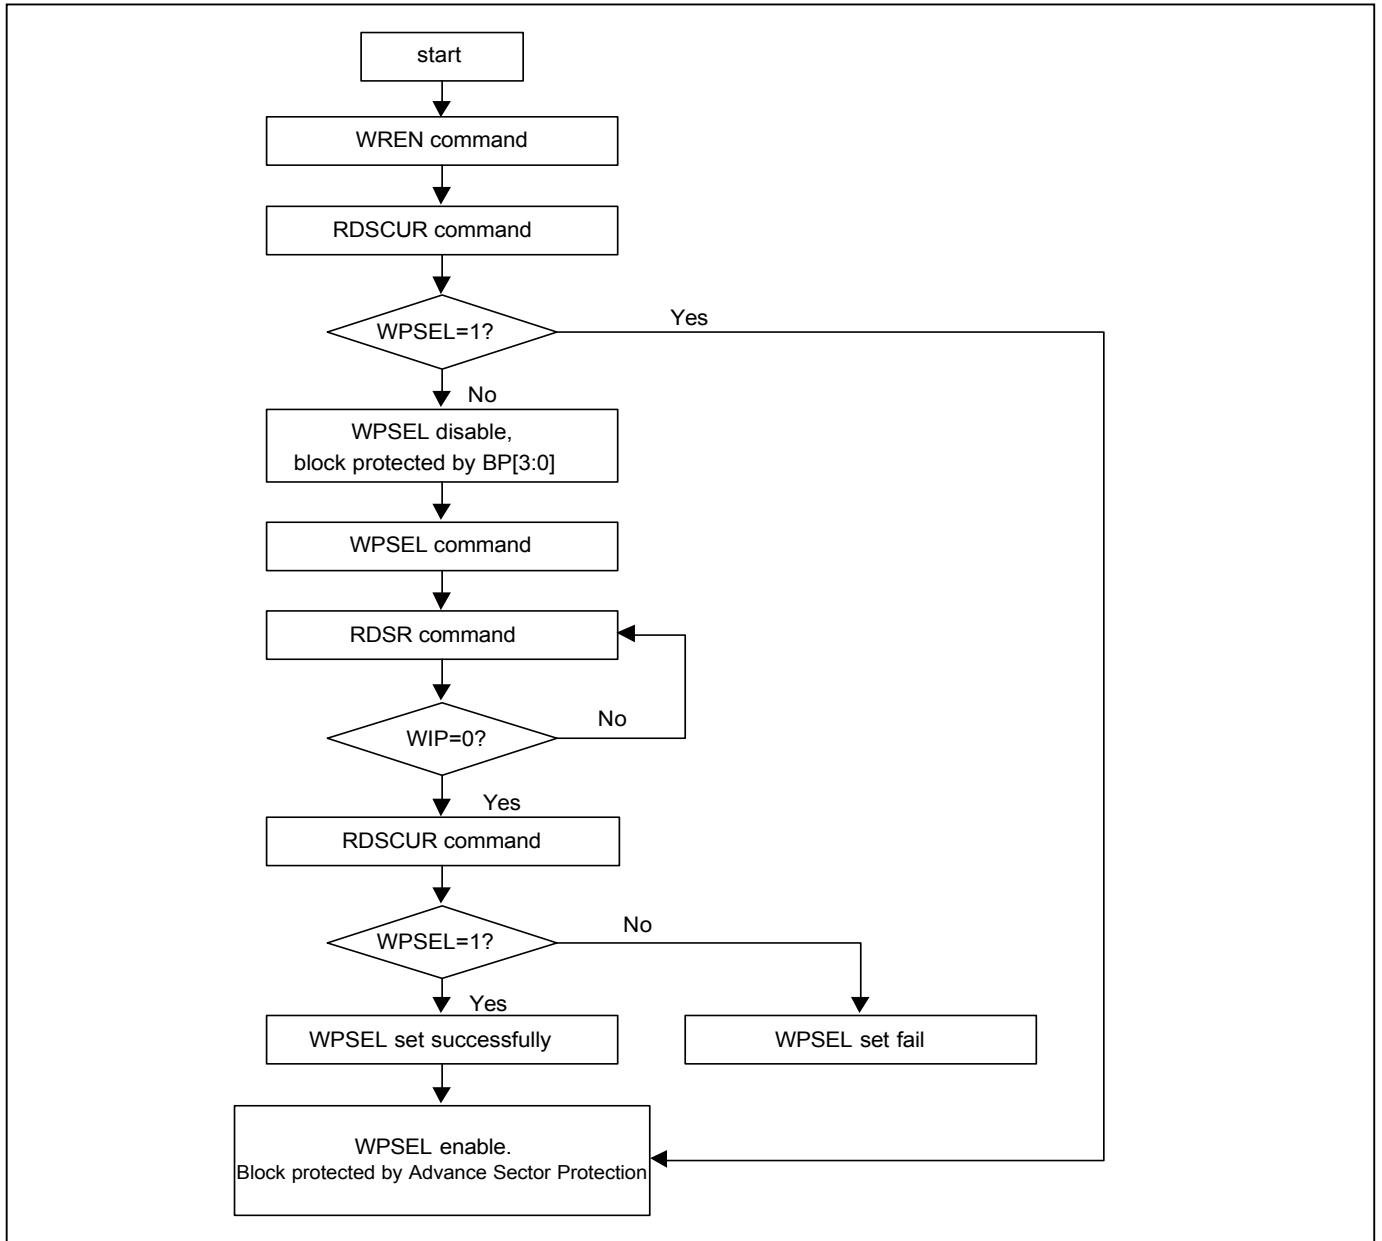 start
WREN command
RDSCUR command
WPSEL=1?
Yes
No
WPSEL disable,
block protected by BP[3:0]
WPSEL command
RDSR command
WIP=0?
No
Yes
RDSCUR command
WPSEL=1?
No
Yes
WPSEL set successfully
WPSEL set fail
WPSEL enable.
Block protected by Advance Sector Protection